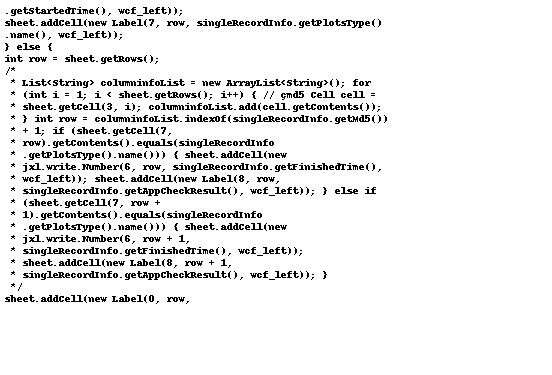 .getStartedTime(), wcf_left));
sheet.addCell(new Label(7, row, singleRecordInfo.getPlotsType()
.name(), wcf_left));
} else {
int row = sheet.getRows();
/*
* List<String> columninfoList = new ArrayList<String>(); for
* (int i = 1; i < sheet.getRows(); i++) { // çmd5 Cell cell =
* sheet.getCell(3, i); columninfoList.add(cell.getContents());
* } int row = columninfoList.indexOf(singleRecordInfo.getMd5())
* + 1; if (sheet.getCell(7,
* row).getContents().equals(singleRecordInfo
* .getPlotsType().name())) { sheet.addCell(new
* jxl.write.Number(6, row, singleRecordInfo.getFinishedTime(),
* wcf_left)); sheet.addCell(new Label(8, row,
* singleRecordInfo.getAppCheckResult(), wcf_left)); } else if
* (sheet.getCell(7, row +
* 1).getContents().equals(singleRecordInfo
* .getPlotsType().name())) { sheet.addCell(new
* jxl.write.Number(6, row + 1,
* singleRecordInfo.getFinishedTime(), wcf_left));
* sheet.addCell(new Label(8, row + 1,
* singleRecordInfo.getAppCheckResult(), wcf_left)); }
*/
sheet.addCell(new Label(0, row,